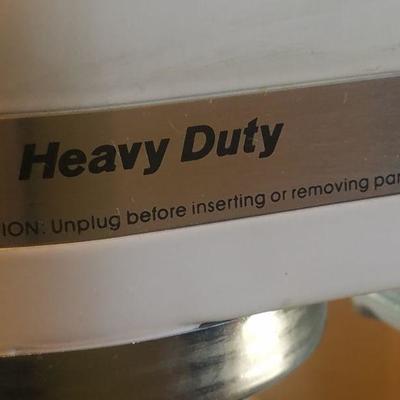 Heavy Duty
ION: Unplug before inserting or removing par